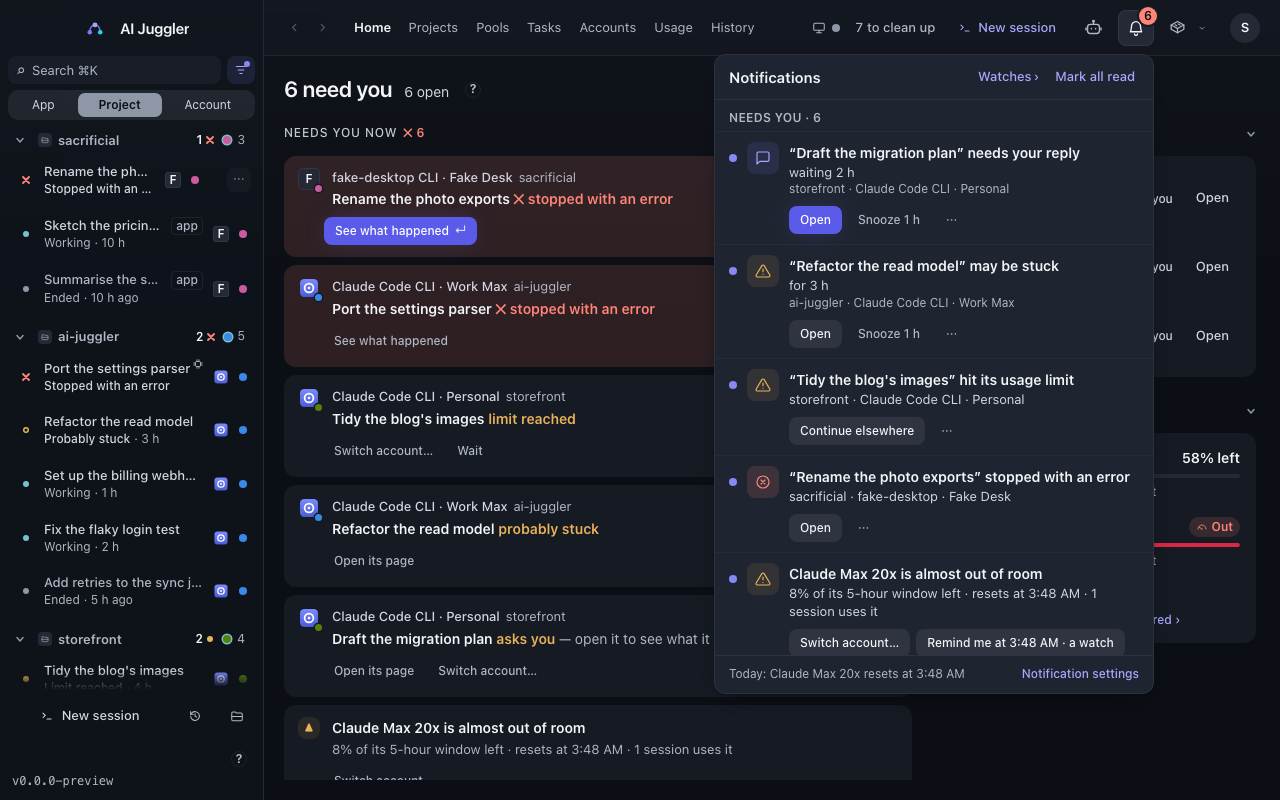 AI Juggler
Search ⌘K
App Project Account
sacrificial 1 3
Rename the ph...
Stopped with an ... F
Sketch the pricin... app
Working · 10 h F
Summarise the s... app
Ended · 10 h ago F
ai-juggler 2 5
Port the settings parser
Stopped with an error
Refactor the read model
Probably stuck · 3 h
Set up the billing webh...
Working · 1 h
Fix the flaky login test
Working · 2 h
Add retries to the sync j...
Ended · 5 h ago
storefront 2 4
Tidy the blog's images
Limit reached · 4 h
New session
?
v0.0.0-preview
Home Projects Pools Tasks Accounts Usage History 7 to clean up New session 6 S
6 need you 6 open ?
NEEDS YOU NOW 6
F fake-desktop CLI · Fake Desk sacrificial
Rename the photo exports stopped with an error
See what happened
Claude Code CLI · Work Max ai-juggler
Port the settings parser stopped with an error
See what happened
Claude Code CLI · Personal storefront
Tidy the blog's images limit reached
Switch account... Wait
Claude Code CLI · Work Max ai-juggler
Refactor the read model probably stuck
Open its page
Claude Code CLI · Personal storefront
Draft the migration plan asks you — open it to see what it
Open its page Switch account...
Claude Max 20x is almost out of room
8% of its 5-hour window left · resets at 3:48 AM · 1 session uses it
Switch account
Notifications Watches › Mark all read
NEEDS YOU · 6
“Draft the migration plan” needs your reply
waiting 2 h
storefront · Claude Code CLI · Personal
Open Snooze 1 h ···
“Refactor the read model” may be stuck
for 3 h
ai-juggler · Claude Code CLI · Work Max
Open Snooze 1 h ···
“Tidy the blog's images” hit its usage limit
storefront · Claude Code CLI · Personal
Continue elsewhere ···
“Rename the photo exports” stopped with an error
sacrificial · fake-desktop · Fake Desk
Open ···
Claude Max 20x is almost out of room
8% of its 5-hour window left · resets at 3:48 AM · 1
session uses it
Switch account... Remind me at 3:48 AM · a watch
Today: Claude Max 20x resets at 3:48 AM Notification settings
you Open
you Open
you Open
58% left
t
Out
t
red ›